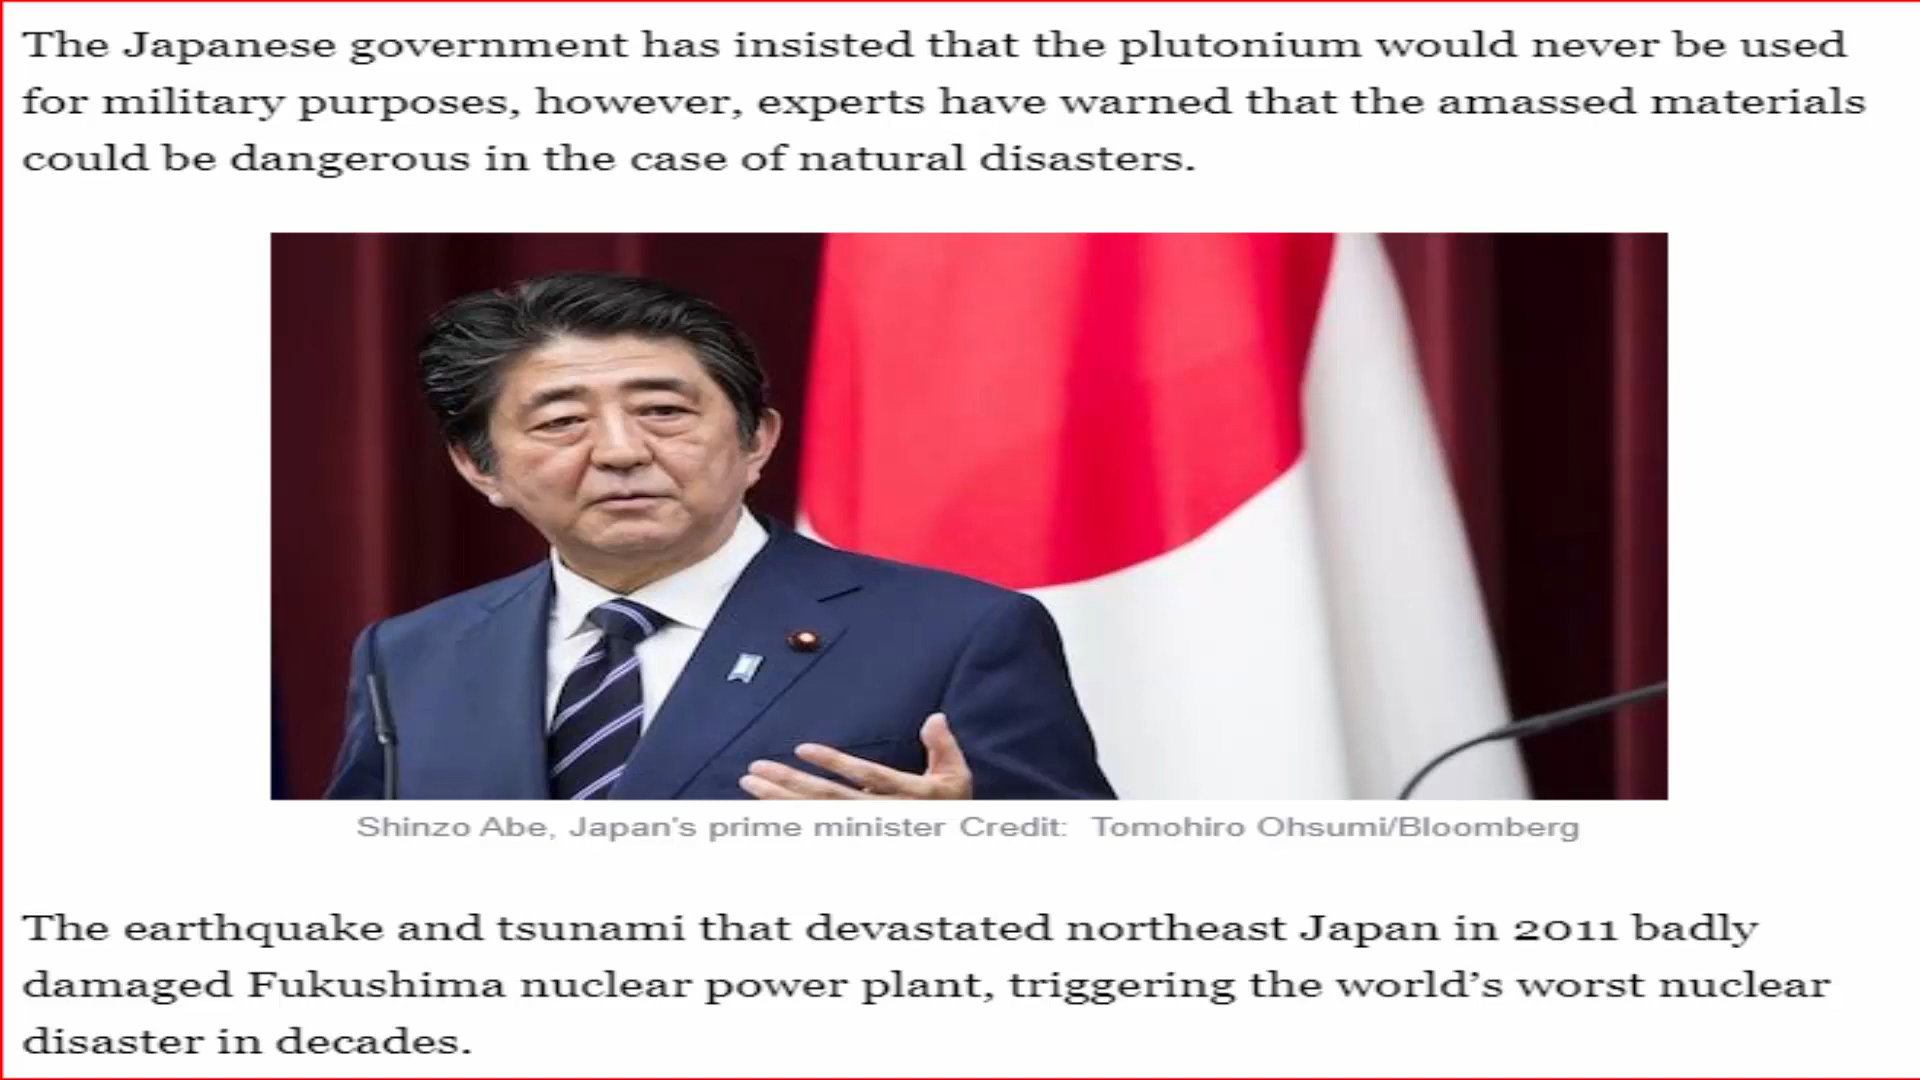 The Japanese government has insisted that the plutonium would never be used
for military purposes, however, experts have warned that the amassed materials
could be dangerous in the case of natural disasters.
Shinzo Abe, Japan's prime minister Credit: Tomohiro Ohsumi/Bloomberg
The earthquake and tsunami that devastated northeast Japan in 2011 badly
damaged Fukushima nuclear power plant, triggering the world’s worst nuclear
disaster in decades.